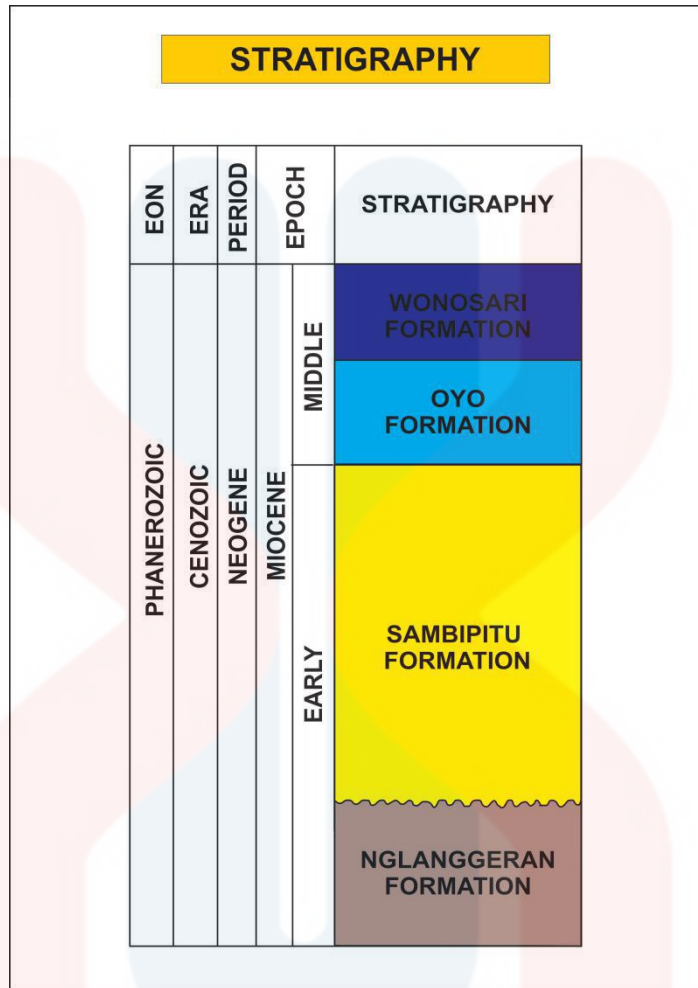 STRATIGRAPHY
EON
ERA
PERIOD
EPOCH
STRATIGRAPHY
PHANEROZOIC
CENOZOIC
NEOGENE
MIOCENE
MIDDLE
WONOSARI
FORMATION
OYO
FORMATION
EARLY
SAMBIPITU
FORMATION
NGLANGGERAN
FORMATION